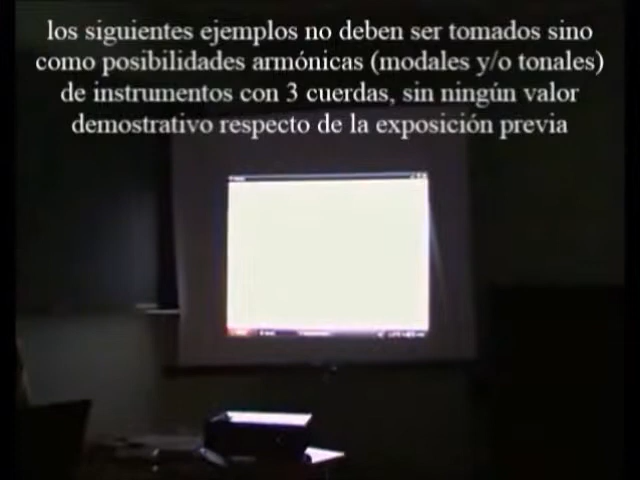 los siguientes ejemplos no deben ser tomados sino
como posibilidades armónicas (modales y/o tonales)
de instrumentos con 3 cuerdas, sin ningún valor
demostrativo respecto de la exposición previa